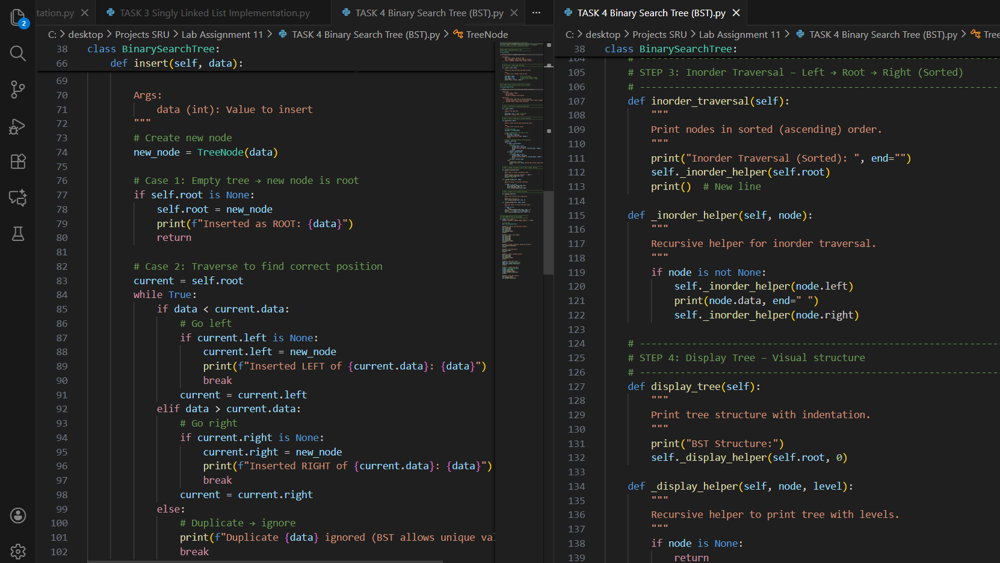 tation.py
TASK 3 Singly Linked List Implementation.py
TASK 4 Binary Search Tree (BST).py
2
C: > desktop > Projects SRU > Lab Assignment 11 > TASK 4 Binary Search Tree (BST).py > TreeNode
38 class BinarySearchTree:
66 def insert(self, data):
69
70 Args:
71 data (int): Value to insert
72 """
73 # Create new node
74 new_node = TreeNode(data)
75
76 # Case 1: Empty tree → new node is root
77 if self.root is None:
78 self.root = new_node
79 print(f"Inserted as ROOT: {data}")
80 return
81
82 # Case 2: Traverse to find correct position
83 current = self.root
84 while True:
85 if data < current.data:
86 # Go left
87 if current.left is None:
88 current.left = new_node
89 print(f"Inserted LEFT of {current.data}: {data}")
90 break
91 current = current.left
92 elif data > current.data:
93 # Go right
94 if current.right is None:
95 current.right = new_node
96 print(f"Inserted RIGHT of {current.data}: {data}")
97 break
98 current = current.right
99 else:
100 # Duplicate → ignore
101 print(f"Duplicate {data} ignored (BST allows unique val
102 break
TASK 4 Binary Search Tree (BST).py
C: > desktop > Projects SRU > Lab Assignment 11 > TASK 4 Binary Search Tree (BST).py > Tree
38 class BinarySearchTree:
104 # --------------------------------------------------------------
105 # STEP 3: Inorder Traversal – Left → Root → Right (Sorted)
106 # --------------------------------------------------------------
107 def inorder_traversal(self):
108 """
109 Print nodes in sorted (ascending) order.
110 """
111 print("Inorder Traversal (Sorted): ", end="")
112 self._inorder_helper(self.root)
113 print() # New line
114
115 def _inorder_helper(self, node):
116 """
117 Recursive helper for inorder traversal.
118 """
119 if node is not None:
120 self._inorder_helper(node.left)
121 print(node.data, end=" ")
122 self._inorder_helper(node.right)
123
124 # --------------------------------------------------------------
125 # STEP 4: Display Tree – Visual structure
126 # --------------------------------------------------------------
127 def display_tree(self):
128 """
129 Print tree structure with indentation.
130 """
131 print("BST Structure:")
132 self._display_helper(self.root, 0)
133
134 def _display_helper(self, node, level):
135 """
136 Recursive helper to print tree with levels.
137 """
138 if node is None:
139 return